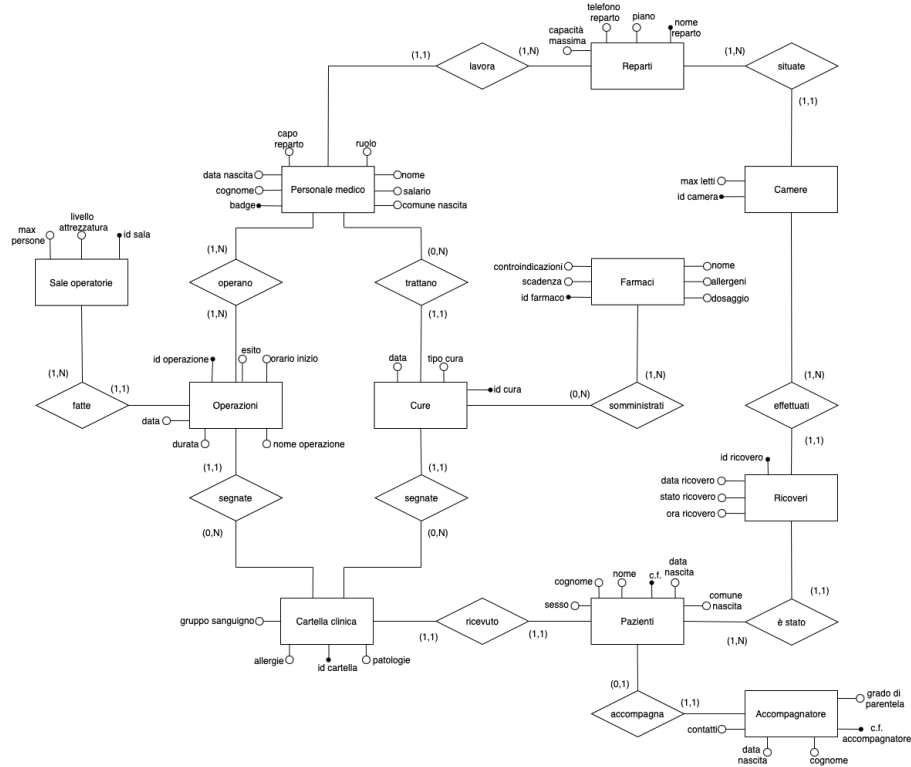 telefono
reparto
piano
nome
reparto
capacità
massima
(1,1)
lavora
(1,N)
Reparti
(1,N)
situate
(1,1)
capo
reparto
ruolo
data nascita
nome
cognome
Personale medico
salario
badge
comune nascita
max letti
Camere
id camera
max
persone
livello
attrezzatura
id sala
Sale operatorie
(1,N)
operano
(1,N)
(0,N)
trattano
(1,1)
controindicazioni
nome
scadenza
Farmaci
allergeni
id farmaco
dosaggio
id operazione
esito
orario inizio
data
tipo cura
id cura
(1,N)
fatte
(1,1)
Operazioni
data
durata
nome operazione
Cure
(0,N)
somministrati
(1,N)
(1,N)
effettuati
(1,1)
id ricovero
data ricovero
stato ricovero
Ricoveri
ora ricovero
(1,1)
segnate
(0,N)
(1,1)
segnate
(0,N)
gruppo sanguigno
Cartella clinica
allergie
id cartella
patologie
(1,1)
ricevuto
(1,1)
cognome
nome
c.f.
data
nascita
sesso
comune
nascita
Pazienti
(1,N)
è stato
(1,1)
(0,1)
accompagna
(1,1)
Accompagnatore
grado di
parentela
contatti
c.f.
accompagnatore
data
nascita
cognome